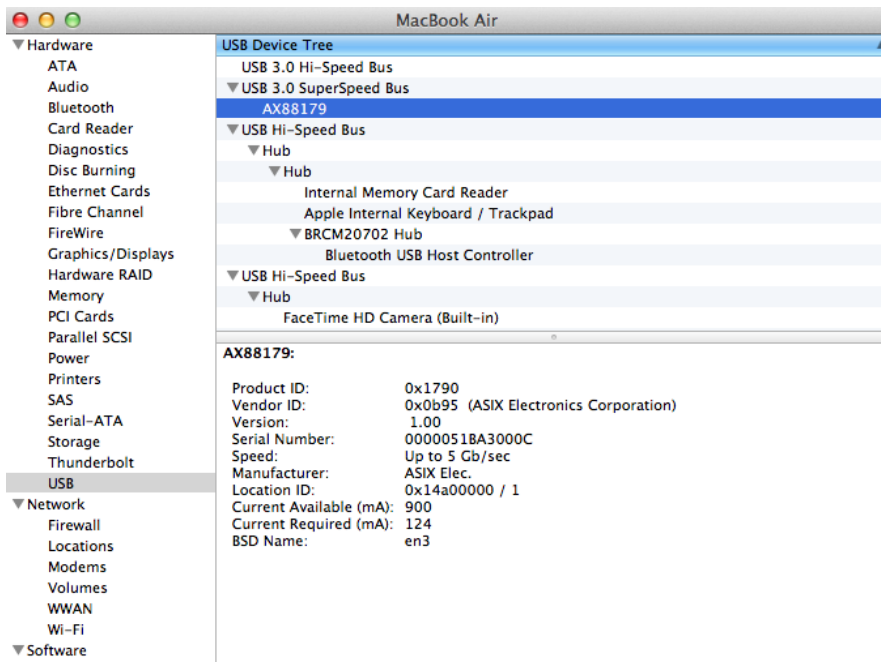 MacBook Air
Hardware
ATA
Audio
Bluetooth
Card Reader
Diagnostics
Disc Burning
Ethernet Cards
Fibre Channel
FireWire
Graphics/Displays
Hardware RAID
Memory
PCI Cards
Parallel SCSI
Power
Printers
SAS
Serial-ATA
Storage
Thunderbolt
USB
Network
Firewall
Locations
Modems
Volumes
WWAN
Wi-Fi
Software
USB Device Tree
USB 3.0 Hi-Speed Bus
USB 3.0 SuperSpeed Bus
AX88179
USB Hi-Speed Bus
Hub
Hub
Internal Memory Card Reader
Apple Internal Keyboard / Trackpad
BRCM20702 Hub
Bluetooth USB Host Controller
USB Hi-Speed Bus
Hub
FaceTime HD Camera (Built-in)
AX88179:
Product ID: 0x1790
Vendor ID: 0x0b95 (ASIX Electronics Corporation)
Version: 1.00
Serial Number: 0000051BA3000C
Speed: Up to 5 Gb/sec
Manufacturer: ASIX Elec.
Location ID: 0x14a00000 / 1
Current Available (mA): 900
Current Required (mA): 124
BSD Name: en3